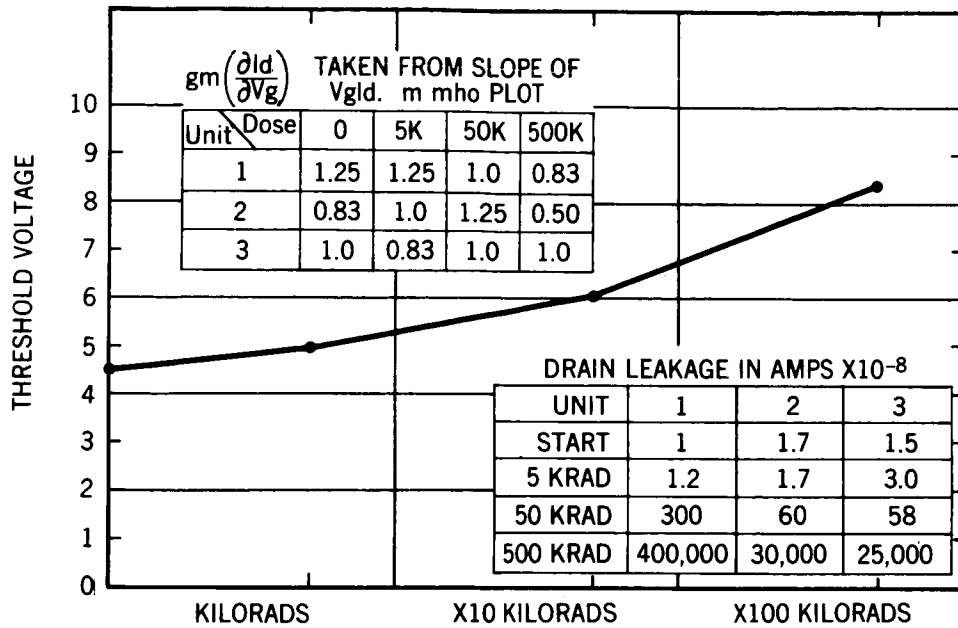 gm(∂Id/∂Vg) TAKEN FROM SLOPE OF
VgId. m mho PLOT
Unit Dose 0 5K 50K 500K
1 1.25 1.25 1.0 0.83
2 0.83 1.0 1.25 0.50
3 1.0 0.83 1.0 1.0
THRESHOLD VOLTAGE
10
9
8
7
6
5
4
3
2
1
0
DRAIN LEAKAGE IN AMPS X10-8
UNIT 1 2 3
START 1 1.7 1.5
5 KRAD 1.2 1.7 3.0
50 KRAD 300 60 58
500 KRAD 400,000 30,000 25,000
KILORADS X10 KILORADS X100 KILORADS